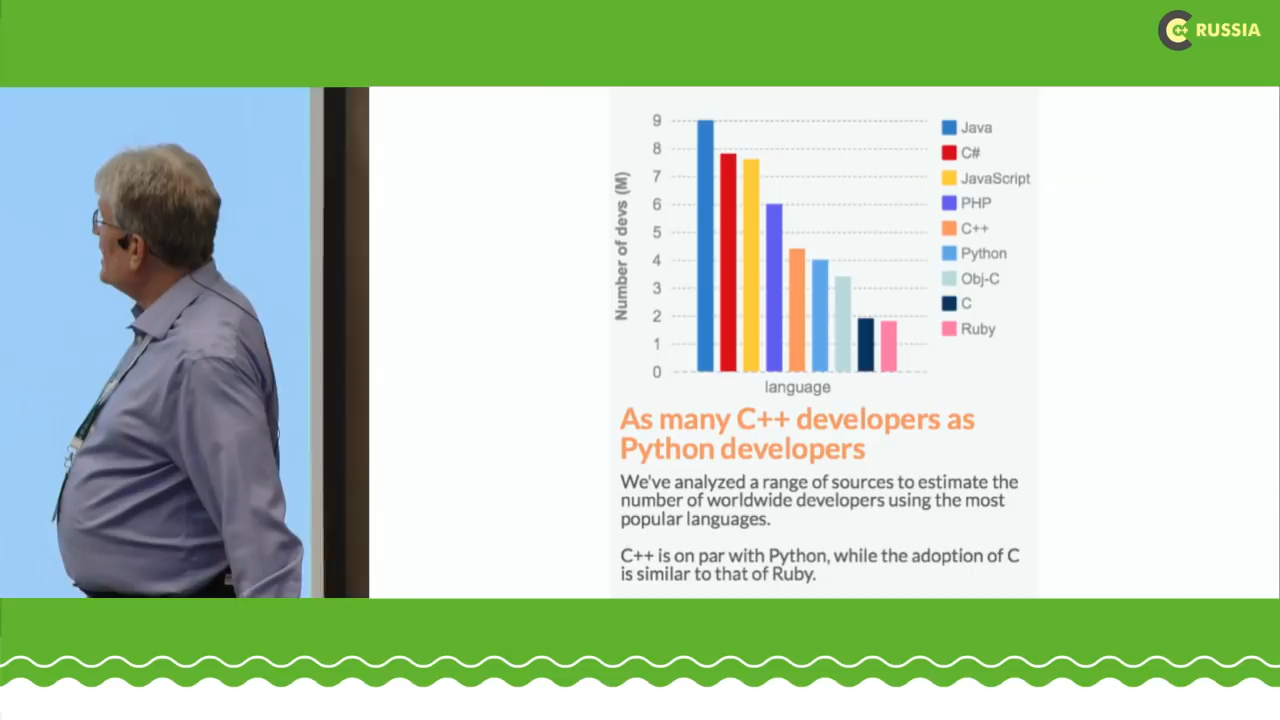 C++ RUSSIA
9
8
7
6
5
4
3
2
1
0
Number of devs (M)
language
Java
C#
JavaScript
PHP
C++
Python
Obj-C
C
Ruby
As many C++ developers as
Python developers
We've analyzed a range of sources to estimate the
number of worldwide developers using the most
popular languages.
C++ is on par with Python, while the adoption of C
is similar to that of Ruby.